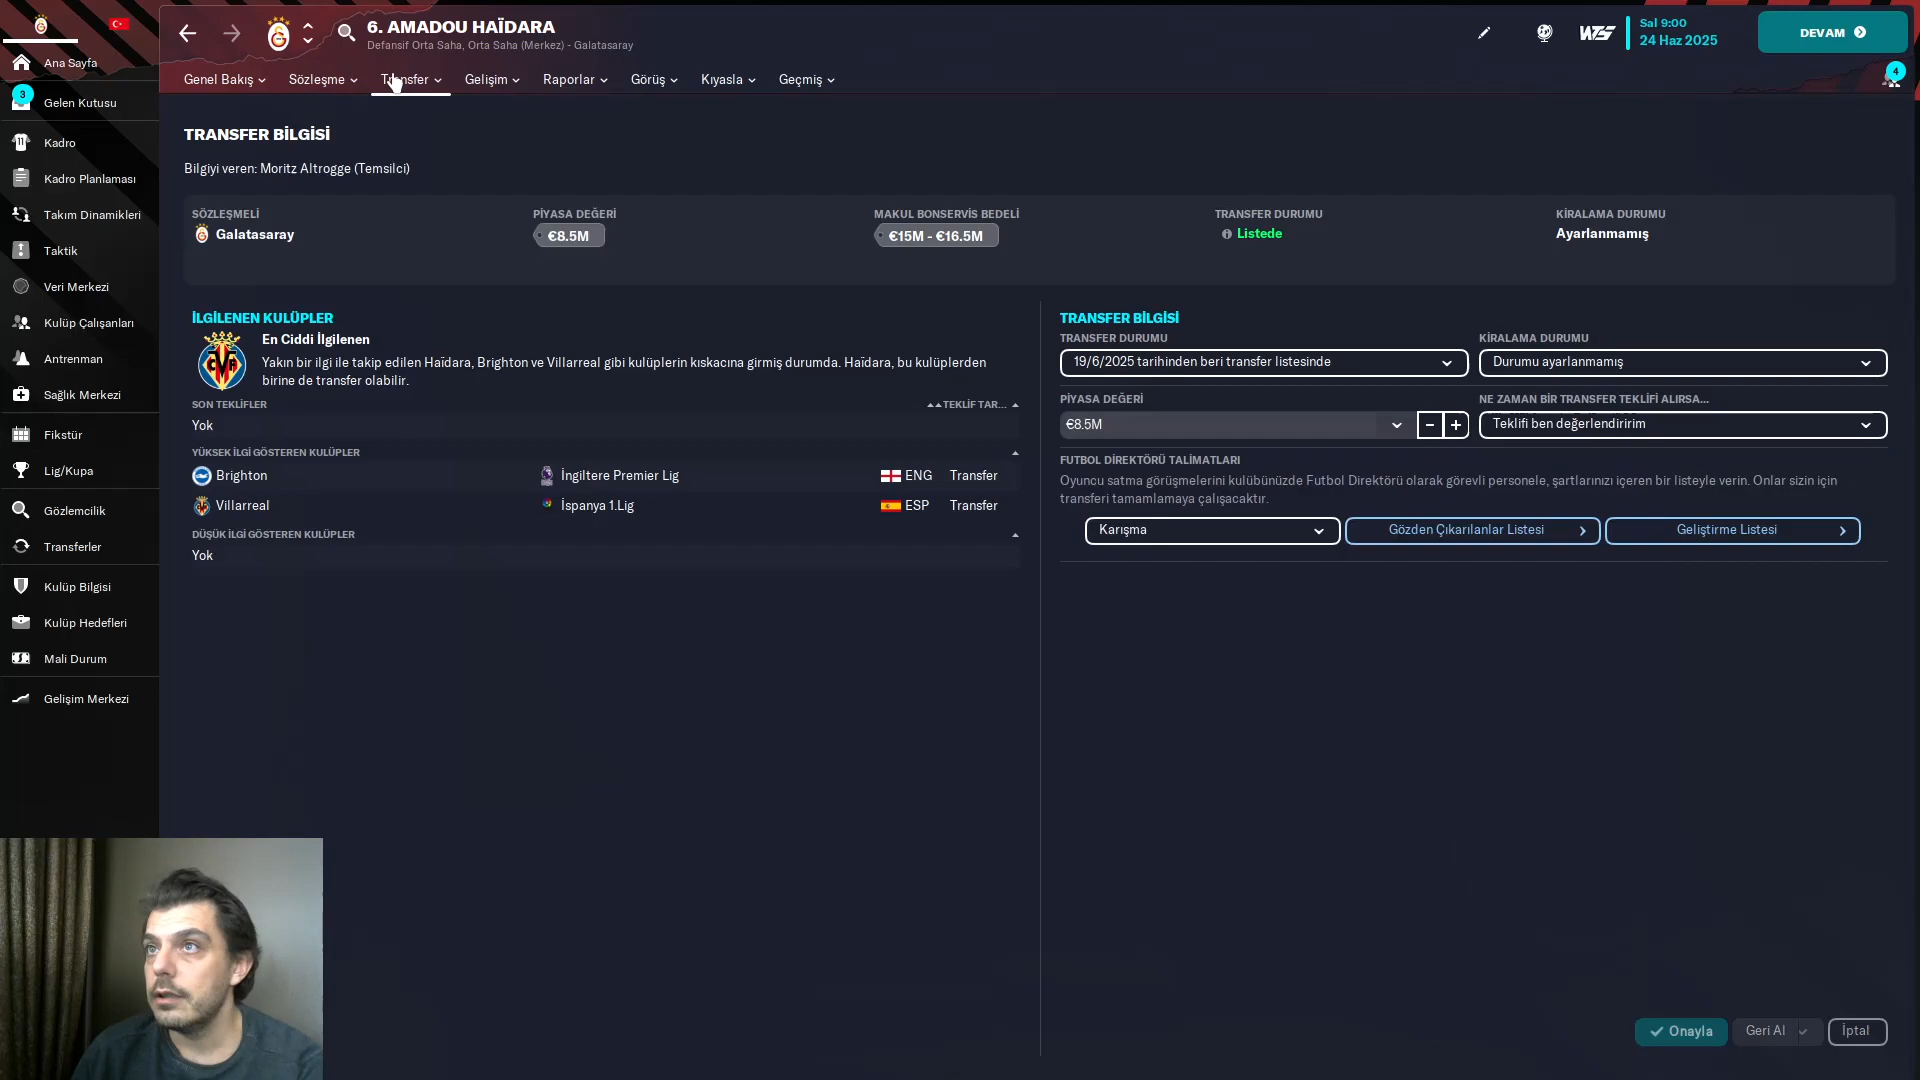 6. AMADOU HAÏDARA
Defansif Orta Saha, Orta Saha (Merkez) - Galatasaray
Sal 9:00
24 Haz 2025
DEVAM
4
Genel Bakış
Sözleşme
Transfer
Gelişim
Raporlar
Görüş
Kıyasla
Geçmiş
Ana Sayfa
3
Gelen Kutusu
Kadro
Kadro Planlaması
Takım Dinamikleri
Taktik
Veri Merkezi
Kulüp Çalışanları
Antrenman
Sağlık Merkezi
Fikstür
Lig/Kupa
Gözlemcilik
Transferler
Kulüp Bilgisi
Kulüp Hedefleri
Mali Durum
Gelişim Merkezi
TRANSFER BİLGİSİ
Bilgiyi veren: Moritz Altrogge (Temsilci)
SÖZLEŞMELİ
Galatasaray
PİYASA DEĞERİ
€8.5M
MAKUL BONSERVİS BEDELİ
€15M - €16.5M
TRANSFER DURUMU
Listede
KİRALAMA DURUMU
Ayarlanmamış
İLGİLENEN KULÜPLER
En Ciddi İlgilenen
Yakın bir ilgi ile takip edilen Haïdara, Brighton ve Villarreal gibi kulüplerin kıskacına girmiş durumda. Haïdara, bu kulüplerden
birine de transfer olabilir.
SON TEKLİFLER
TEKLİF TAR...
Yok
YÜKSEK İLGİ GÖSTEREN KULÜPLER
Brighton İngiltere Premier Lig ENG Transfer
Villarreal İspanya 1.Lig ESP Transfer
DÜŞÜK İLGİ GÖSTEREN KULÜPLER
Yok
TRANSFER BİLGİSİ
TRANSFER DURUMU
19/6/2025 tarihinden beri transfer listesinde
KİRALAMA DURUMU
Durumu ayarlanmamış
PİYASA DEĞERİ
€8.5M
NE ZAMAN BİR TRANSFER TEKLİFİ ALIRSA...
Teklifi ben değerlendiririm
FUTBOL DİREKTÖRÜ TALİMATLARI
Oyuncu satma görüşmelerini kulübünüzde Futbol Direktörü olarak görevli personele, şartlarınızı içeren bir listeyle verin. Onlar sizin için
transferi tamamlamaya çalışacaktır.
Karışma
Gözden Çıkarılanlar Listesi
Geliştirme Listesi
Onayla
Geri Al
İptal